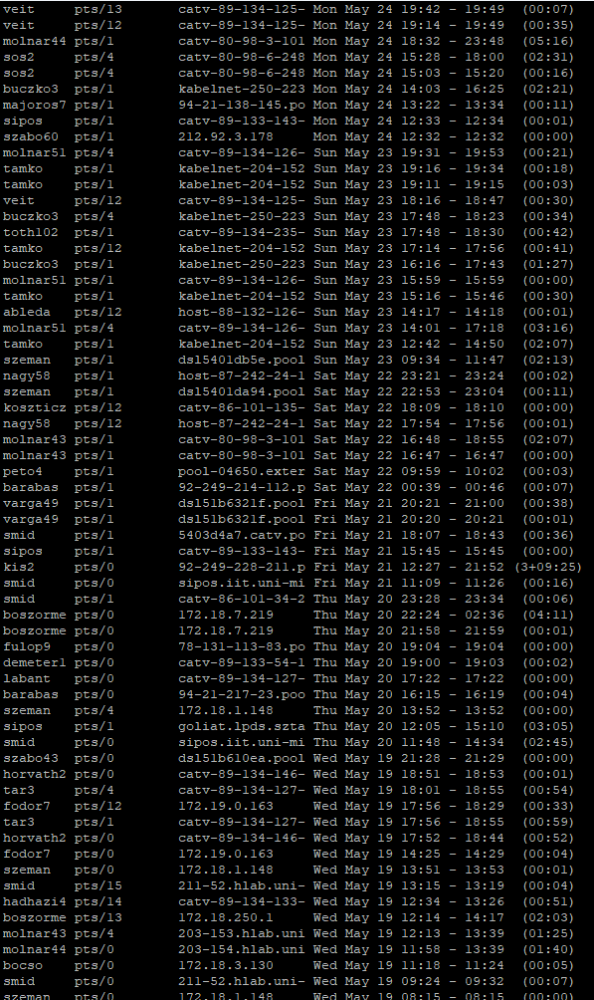 veit     pts/13       catv-89-134-125- Mon May 24 19:42 - 19:49  (00:07)
veit     pts/12       catv-89-134-125- Mon May 24 19:14 - 19:49  (00:35)
molnar44 pts/1        catv-80-98-3-101 Mon May 24 18:32 - 23:48  (05:16)
sos2     pts/4        catv-80-98-6-248 Mon May 24 15:28 - 18:00  (02:31)
sos2     pts/4        catv-80-98-6-248 Mon May 24 15:03 - 15:20  (00:16)
buczko3  pts/1        kabelnet-250-223 Mon May 24 14:03 - 16:25  (02:21)
majoros7 pts/1        94-21-138-145.po Mon May 24 13:22 - 13:34  (00:11)
sipos    pts/1        catv-89-133-143- Mon May 24 12:33 - 12:34  (00:01)
szabo60  pts/1        212.92.3.178     Mon May 24 12:32 - 12:32  (00:00)
molnar51 pts/4        catv-89-134-126- Sun May 23 19:31 - 19:53  (00:21)
tamko    pts/1        kabelnet-204-152 Sun May 23 19:16 - 19:34  (00:18)
tamko    pts/1        kabelnet-204-152 Sun May 23 19:11 - 19:15  (00:03)
veit     pts/12       catv-89-134-125- Sun May 23 18:16 - 18:47  (00:30)
buczko3  pts/4        kabelnet-250-223 Sun May 23 17:48 - 18:23  (00:34)
toth102  pts/1        catv-89-134-235- Sun May 23 17:48 - 18:30  (00:42)
tamko    pts/12       kabelnet-204-152 Sun May 23 17:14 - 17:56  (00:41)
buczko3  pts/1        kabelnet-250-223 Sun May 23 16:16 - 17:43  (01:27)
molnar51 pts/1        catv-89-134-126- Sun May 23 15:59 - 15:59  (00:00)
tamko    pts/1        kabelnet-204-152 Sun May 23 15:16 - 15:46  (00:30)
ableda   pts/12       host-88-132-126- Sun May 23 14:17 - 14:18  (00:01)
molnar51 pts/4        catv-89-134-126- Sun May 23 14:01 - 17:18  (03:16)
tamko    pts/1        kabelnet-204-152 Sun May 23 12:42 - 14:50  (02:07)
szeman   pts/1        dsl5401db5e.pool Sun May 23 09:34 - 11:47  (02:13)
nagy58   pts/1        host-87-242-24-1 Sat May 22 23:21 - 23:24  (00:02)
szeman   pts/1        dsl5401da94.pool Sat May 22 22:53 - 23:04  (00:11)
koszticz pts/12       catv-86-101-135- Sat May 22 18:09 - 18:10  (00:00)
nagy58   pts/12       host-87-242-24-1 Sat May 22 17:54 - 17:56  (00:01)
molnar43 pts/1        catv-80-98-3-101 Sat May 22 16:48 - 18:55  (02:07)
molnar43 pts/1        catv-80-98-3-101 Sat May 22 16:47 - 16:47  (00:00)
peto4    pts/1        pool-04650.exter Sat May 22 09:59 - 10:02  (00:03)
barabas  pts/1        92-249-214-112.p Sat May 22 00:39 - 00:46  (00:07)
varga49  pts/1        dsl51b6321f.pool Fri May 21 20:21 - 21:00  (00:38)
varga49  pts/1        dsl51b6321f.pool Fri May 21 20:20 - 20:21  (00:01)
smid     pts/1        5403d4a7.catv.po Fri May 21 18:07 - 18:43  (00:36)
sipos    pts/1        catv-89-133-143- Fri May 21 15:45 - 15:45  (00:00)
kis2     pts/0        92-249-228-211.p Fri May 21 12:27 - 21:52 (3+09:25)
smid     pts/0        sipos.iit.uni-mi Fri May 21 11:09 - 11:26  (00:16)
smid     pts/1        catv-86-101-34-2 Thu May 20 23:28 - 23:34  (00:06)
boszorme pts/0        172.18.7.219     Thu May 20 22:24 - 02:36  (04:11)
boszorme pts/0        172.18.7.219     Thu May 20 21:58 - 21:59  (00:01)
fulop9   pts/0        78-131-113-83.po Thu May 20 19:04 - 19:04  (00:00)
demeter1 pts/0        catv-89-133-54-1 Thu May 20 19:00 - 19:03  (00:02)
labant   pts/0        catv-89-134-127- Thu May 20 17:22 - 17:22  (00:00)
barabas  pts/0        94-21-217-23.poo Thu May 20 16:15 - 16:19  (00:04)
szeman   pts/4        172.18.1.148     Thu May 20 13:52 - 13:52  (00:00)
sipos    pts/1        goliat.lpds.szta Thu May 20 12:05 - 15:10  (03:05)
smid     pts/0        sipos.iit.uni-mi Thu May 20 11:48 - 14:34  (02:45)
szabo43  pts/0        dsl51b610ea.pool Wed May 19 21:28 - 21:29  (00:00)
horvath2 pts/0        catv-89-134-146- Wed May 19 18:51 - 18:53  (00:01)
tar3     pts/4        catv-89-134-127- Wed May 19 18:01 - 18:55  (00:54)
fodor7   pts/12       172.19.0.163     Wed May 19 17:56 - 18:29  (00:33)
tar3     pts/1        catv-89-134-127- Wed May 19 17:56 - 18:55  (00:59)
horvath2 pts/0        catv-89-134-146- Wed May 19 17:52 - 18:44  (00:52)
fodor7   pts/0        172.19.0.163     Wed May 19 14:25 - 14:29  (00:04)
szeman   pts/0        172.18.1.148     Wed May 19 13:51 - 13:53  (00:01)
smid     pts/15       211-52.hlab.uni- Wed May 19 13:15 - 13:19  (00:04)
hadhazi4 pts/14       catv-89-134-133- Wed May 19 12:34 - 13:26  (00:51)
boszorme pts/13       172.18.250.1     Wed May 19 12:14 - 14:17  (02:03)
molnar43 pts/4        203-153.hlab.uni Wed May 19 12:13 - 13:39  (01:25)
molnar44 pts/0        203-154.hlab.uni Wed May 19 11:58 - 13:39  (01:40)
bocso    pts/0        172.18.3.130     Wed May 19 11:18 - 11:24  (00:05)
smid     pts/0        211-52.hlab.uni- Wed May 19 09:24 - 09:32  (00:07)
szeman   pts/0        172.18.1.148     Wed May 19 08:15 - 08:15  (00:00)